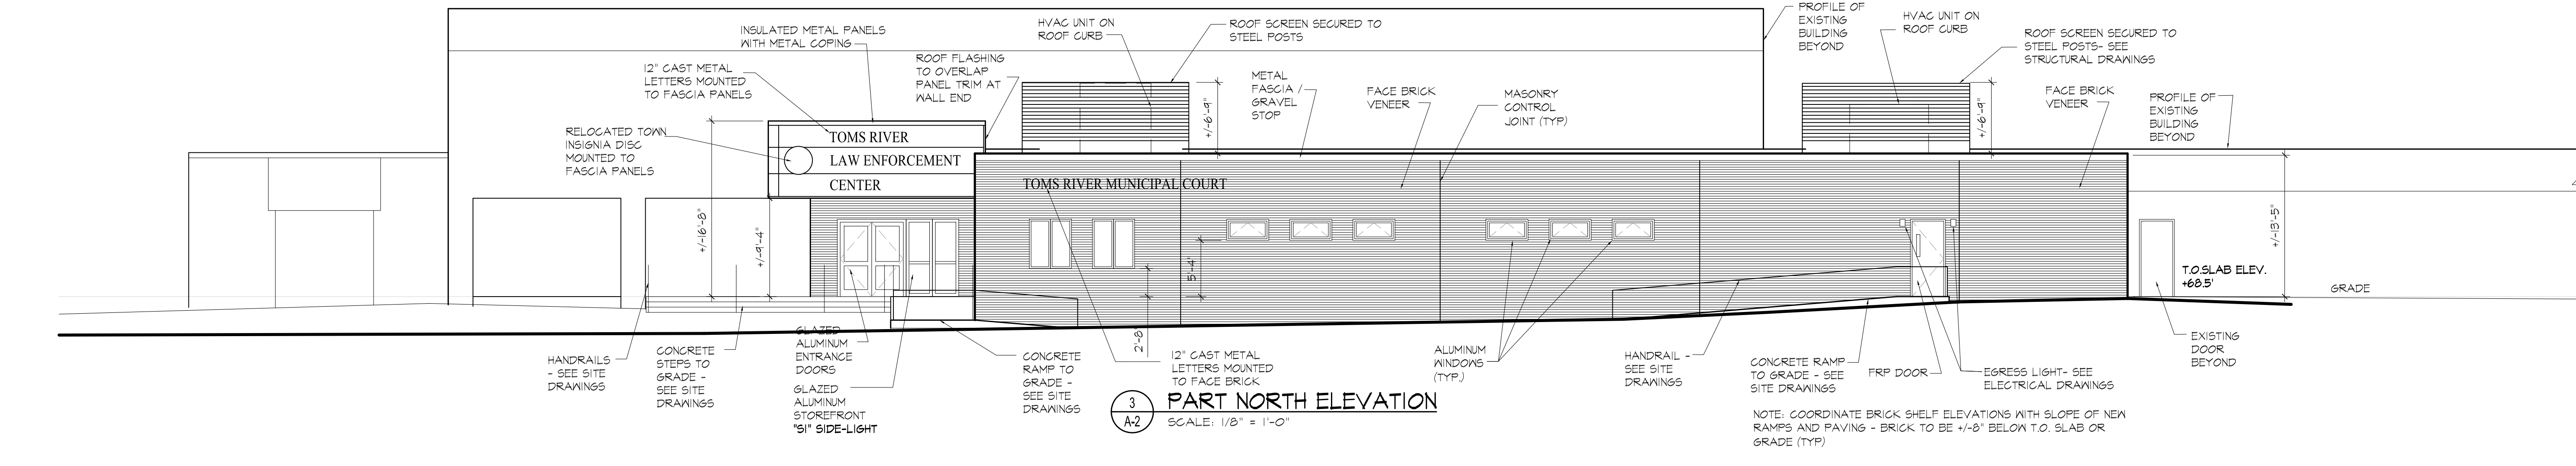 INSULATED METAL PANELS
WITH METAL COPING
12" CAST METAL
LETTERS MOUNTED
TO FASCIA PANELS
RELOCATED TOWN
INSIGNIA DISC
MOUNTED TO
FASCIA PANELS
ROOF FLASHING
TO OVERLAP
PANEL TRIM AT
WALL END
HVAC UNIT ON
ROOF CURB
ROOF SCREEN SECURED TO
STEEL POSTS
METAL
FASCIA /
GRAVEL
STOP
FACE BRICK
VENEER
MASONRY
CONTROL
JOINT (TYP)
PROFILE OF
EXISTING
BUILDING
BEYOND
HVAC UNIT ON
ROOF CURB
ROOF SCREEN SECURED TO
STEEL POSTS- SEE
STRUCTURAL DRAWINGS
FACE BRICK
VENEER
PROFILE OF
EXISTING
BUILDING
BEYOND
+/-6'-9"
+/-6'-9"
TOMS RIVER
LAW ENFORCEMENT
CENTER
TOMS RIVER MUNICIPAL COURT
+/-16'-8"
+/-9'-4"
5'-4"
2'-8"
+/-13'-5"
T.O.SLAB ELEV.
+68.5'
GRADE
HANDRAILS
- SEE SITE
DRAWINGS
CONCRETE
STEPS TO
GRADE -
SEE SITE
DRAWINGS
GLAZED
ALUMINUM
ENTRANCE
DOORS
GLAZED
ALUMINUM
STOREFRONT
"S1" SIDE-LIGHT
CONCRETE
RAMP TO
GRADE -
SEE SITE
DRAWINGS
12" CAST METAL
LETTERS MOUNTED
TO FACE BRICK
ALUMINUM
WINDOWS
(TYP.)
HANDRAIL -
SEE SITE
DRAWINGS
CONCRETE RAMP
TO GRADE - SEE
SITE DRAWINGS
FRP DOOR
EGRESS LIGHT- SEE
ELECTRICAL DRAWINGS
EXISTING
DOOR
BEYOND
3
A-2
PART NORTH ELEVATION
SCALE: 1/8" = 1'-0"
NOTE: COORDINATE BRICK SHELF ELEVATIONS WITH SLOPE OF NEW
RAMPS AND PAVING - BRICK TO BE +/-8" BELOW T.O. SLAB OR
GRADE (TYP)